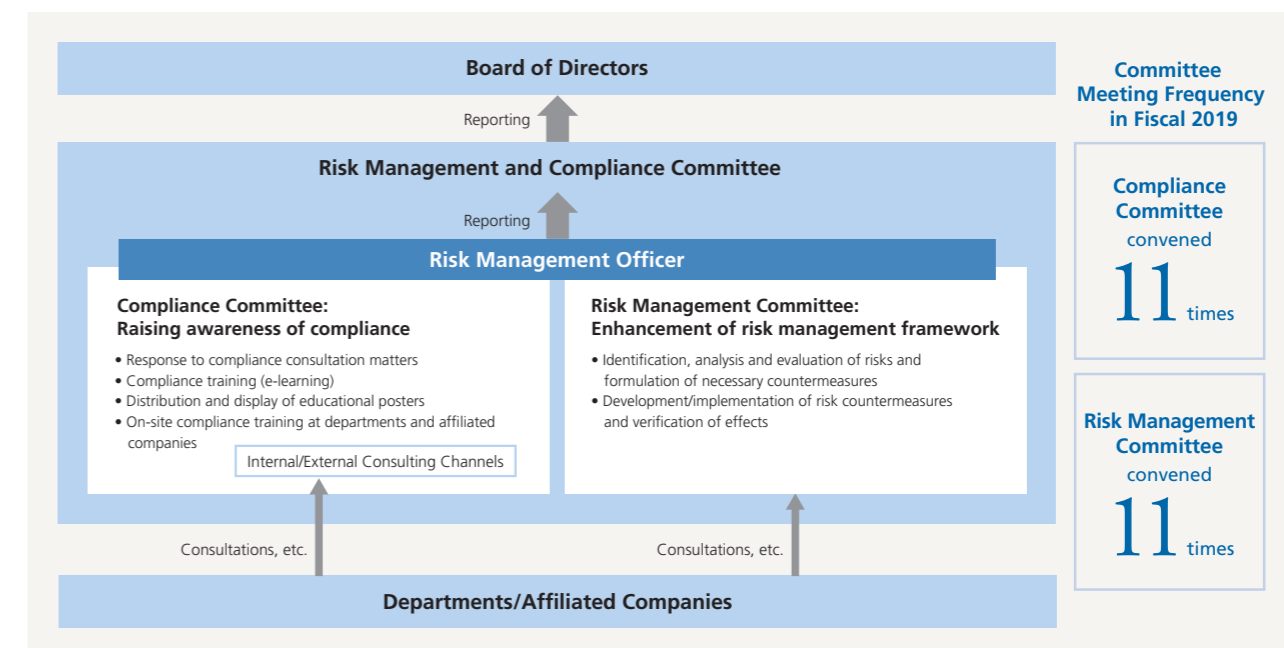 Board of Directors
Reporting
Risk Management and Compliance Committee
Reporting
Risk Management Officer
Compliance Committee:
Raising awareness of compliance
• Response to compliance consultation matters
• Compliance training (e-learning)
• Distribution and display of educational posters
• On-site compliance training at departments and affiliated
companies
Internal/External Consulting Channels
Risk Management Committee:
Enhancement of risk management framework
• Identification, analysis and evaluation of risks and
formulation of necessary countermeasures
• Development/implementation of risk countermeasures
and verification of effects
Consultations, etc.
Consultations, etc.
Departments/Affiliated Companies
Committee
Meeting Frequency
in Fiscal 2019
Compliance
Committee
convened
11 times
Risk Management
Committee
convened
11 times